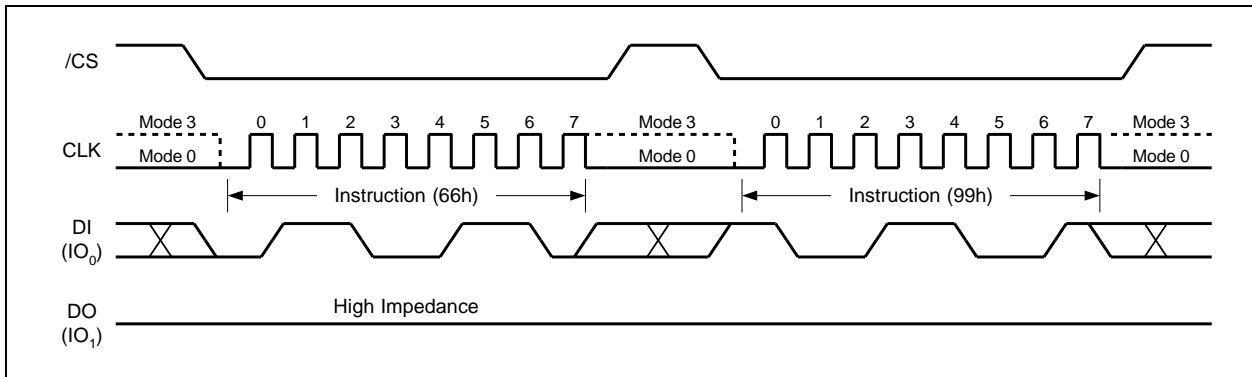 /CS
Mode 3 0 1 2 3 4 5 6 7 Mode 3 0 1 2 3 4 5 6 7 Mode 3
CLK
Mode 0 Mode 0 Mode 0
Instruction (66h) Instruction (99h)
DI
(IO0)
High Impedance
DO
(IO1)